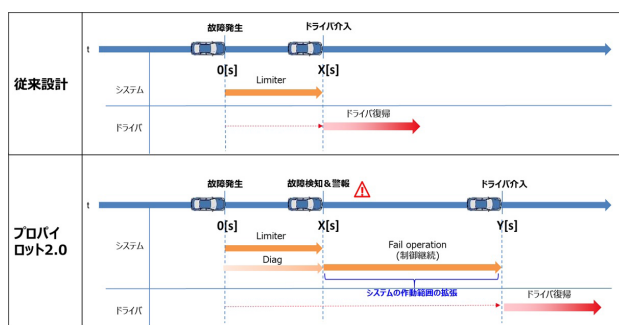 従来設計
t
故障発生
ドライバ介入
0[s]
X[s]
システム
Limiter
ドライバ
ドライバ復帰
プロパイ
ロット2.0
t
故障発生
故障検知&警報
ドライバ介入
0[s]
X[s]
Y[s]
システム
Limiter
Diag
Fail operation
(制御継続)
システムの作動範囲の拡張
ドライバ
ドライバ復帰